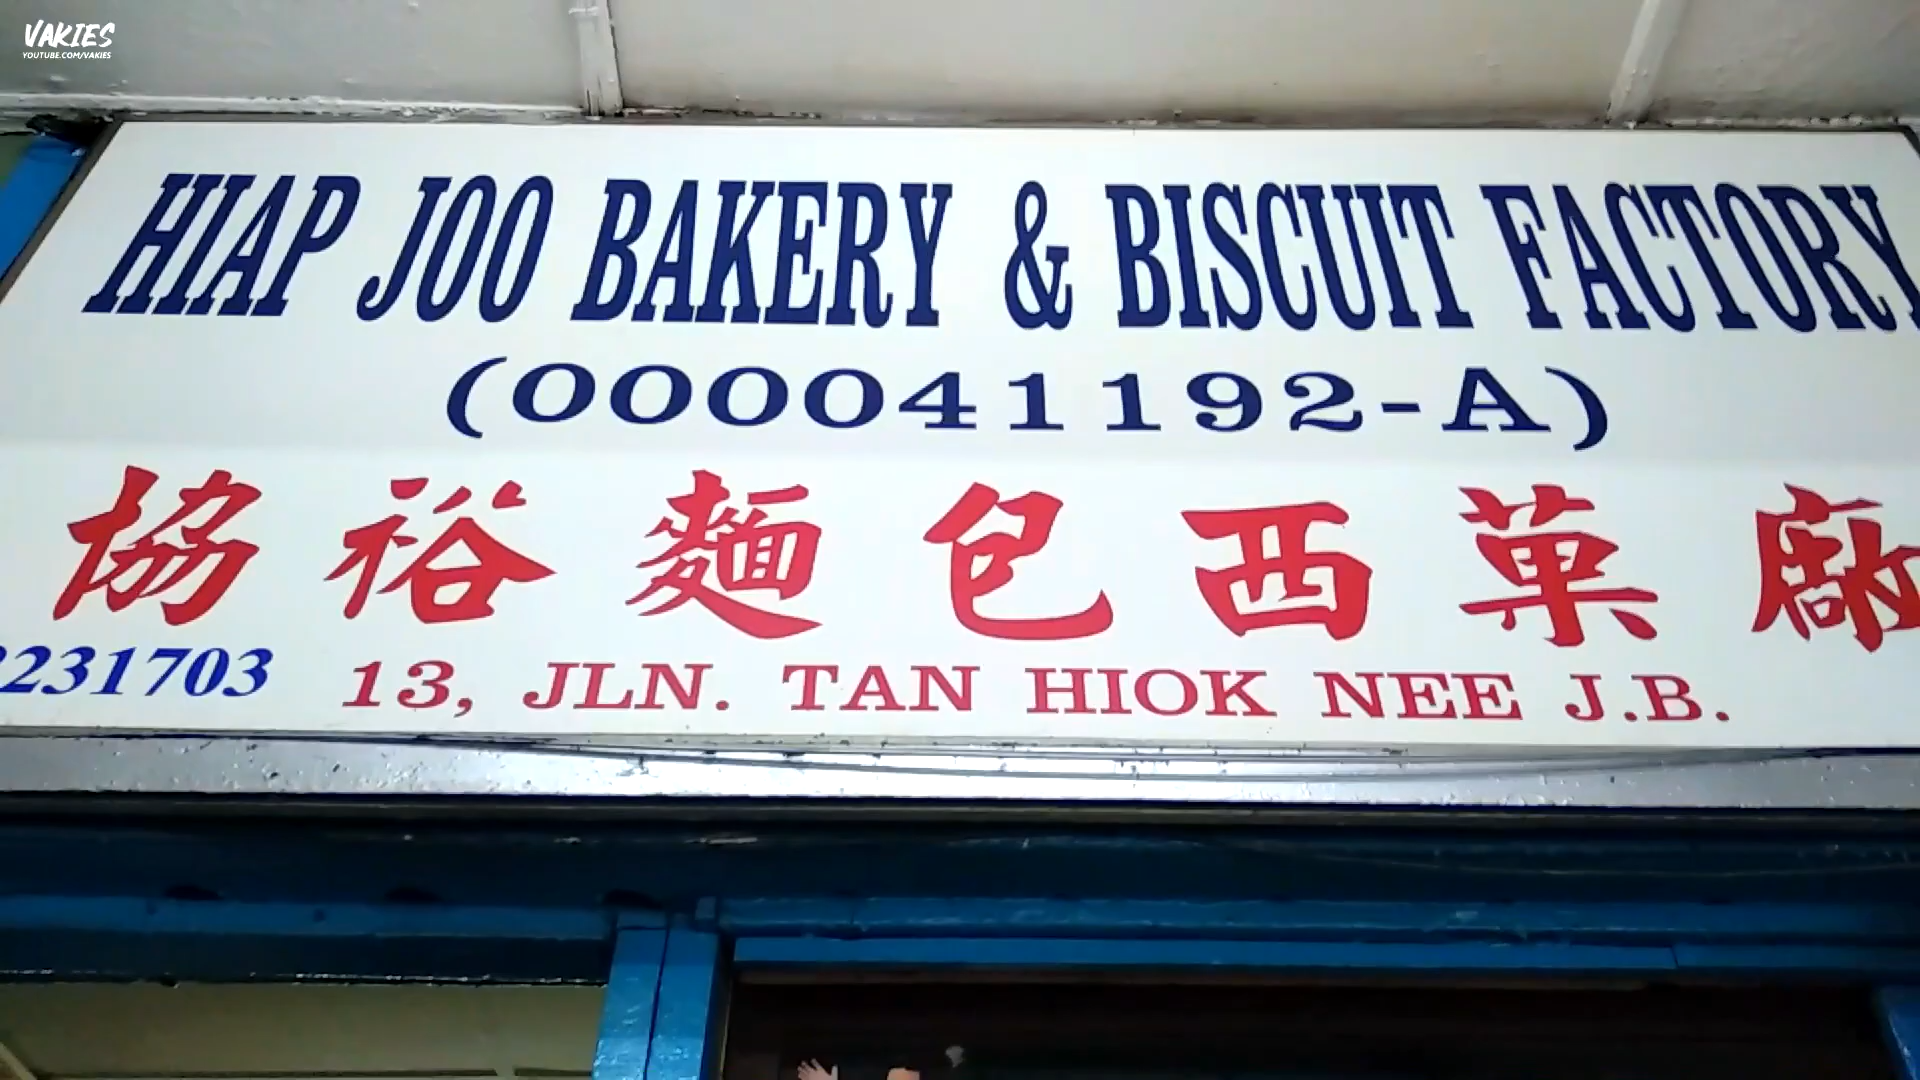 VAKIES
YOUTUBE.COM/VAKIES
HIAP JOO BAKERY & BISCUIT FACTORY
(000041192-A)
協裕麵包西菓廠
2231703 13, JLN. TAN HIOK NEE J.B.